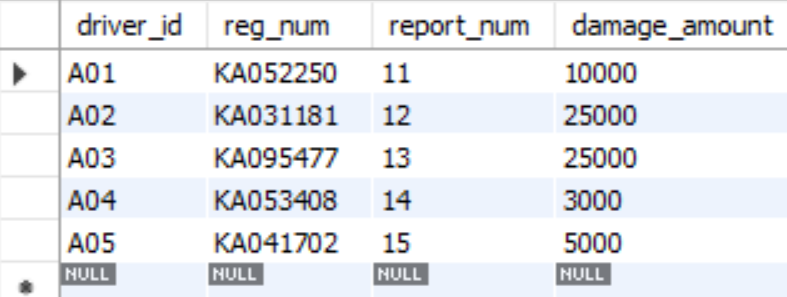 driver_id reg_num report_num damage_amount
A01 KA052250 11 10000
A02 KA031181 12 25000
A03 KA095477 13 25000
A04 KA053408 14 3000
A05 KA041702 15 5000
NULL NULL NULL NULL